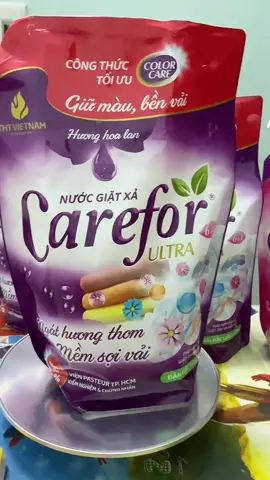 CÔNG THỨC
TỐI ƯU
COLOR
CARE
Giữ màu, bền vải
THT VIETNAM
Hương hoa lan
NƯỚC GIẶT XẢ
Carefor®
ULTRA
Ngát hương thơm
Mềm sợi vải
VIỆN PASTEUR TP. HCM
KIỂM NGHIỆM & CHỨNG NHẬN